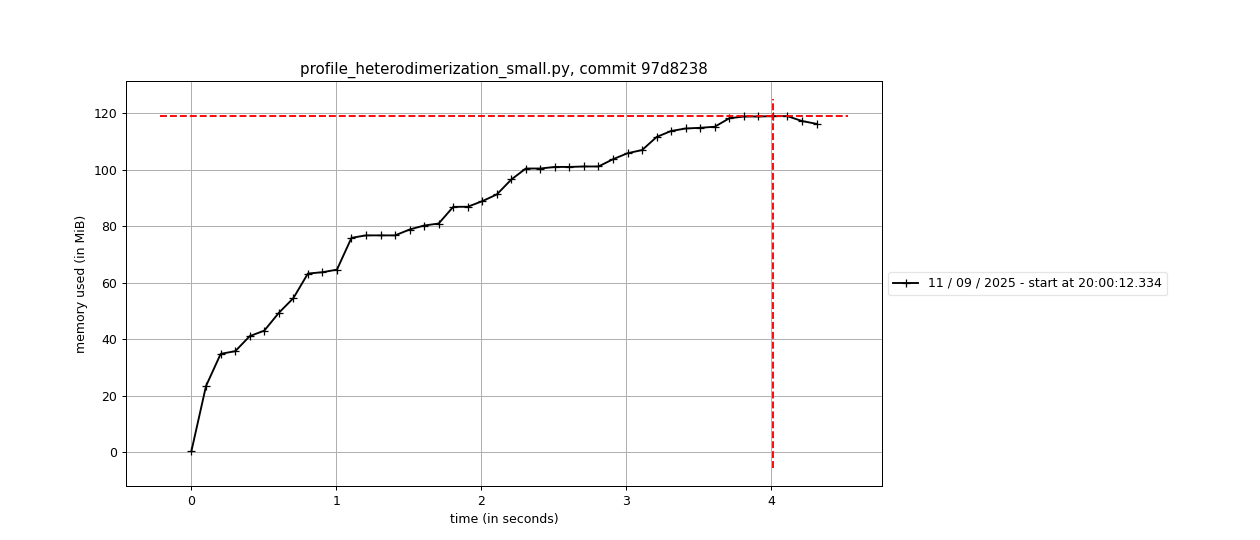 profile_heterodimerization_small.py, commit 97d8238
120
100
80
60
40
20
0
memory used (in MiB)
0 1 2 3 4
time (in seconds)
11 / 09 / 2025 - start at 20:00:12.334